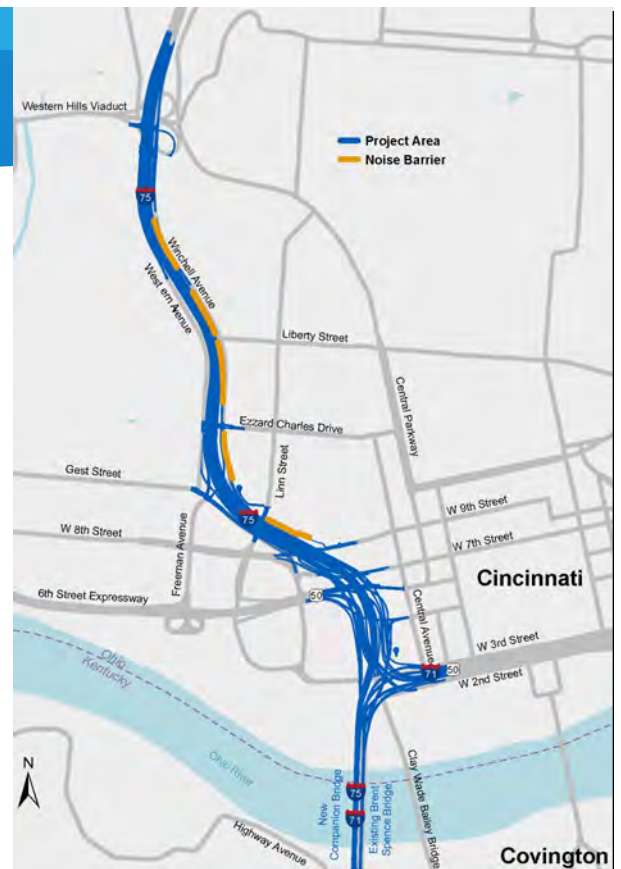 Western Hills Viaduct
Project Area
Noise Barrier
75
Winchell Avenue
West ern Avenue
Liberty Street
Central Parkway
Ezzard Charles Drive
Linn Street
Gest Street
W 9th Street
75
W 8th Street
Freeman Avenue
W 7th Street
Cincinnati
6th Street Expressway
50
Central Avenue
W 3rd Street
71
50
W 2nd Street
Ohio
Kentucky
Ohio River
N
75
71
New
Companion Bridge
Existing Brent
Spence Bridge
Clay Wade Bailey Bridge
Highway Avenue
Covington